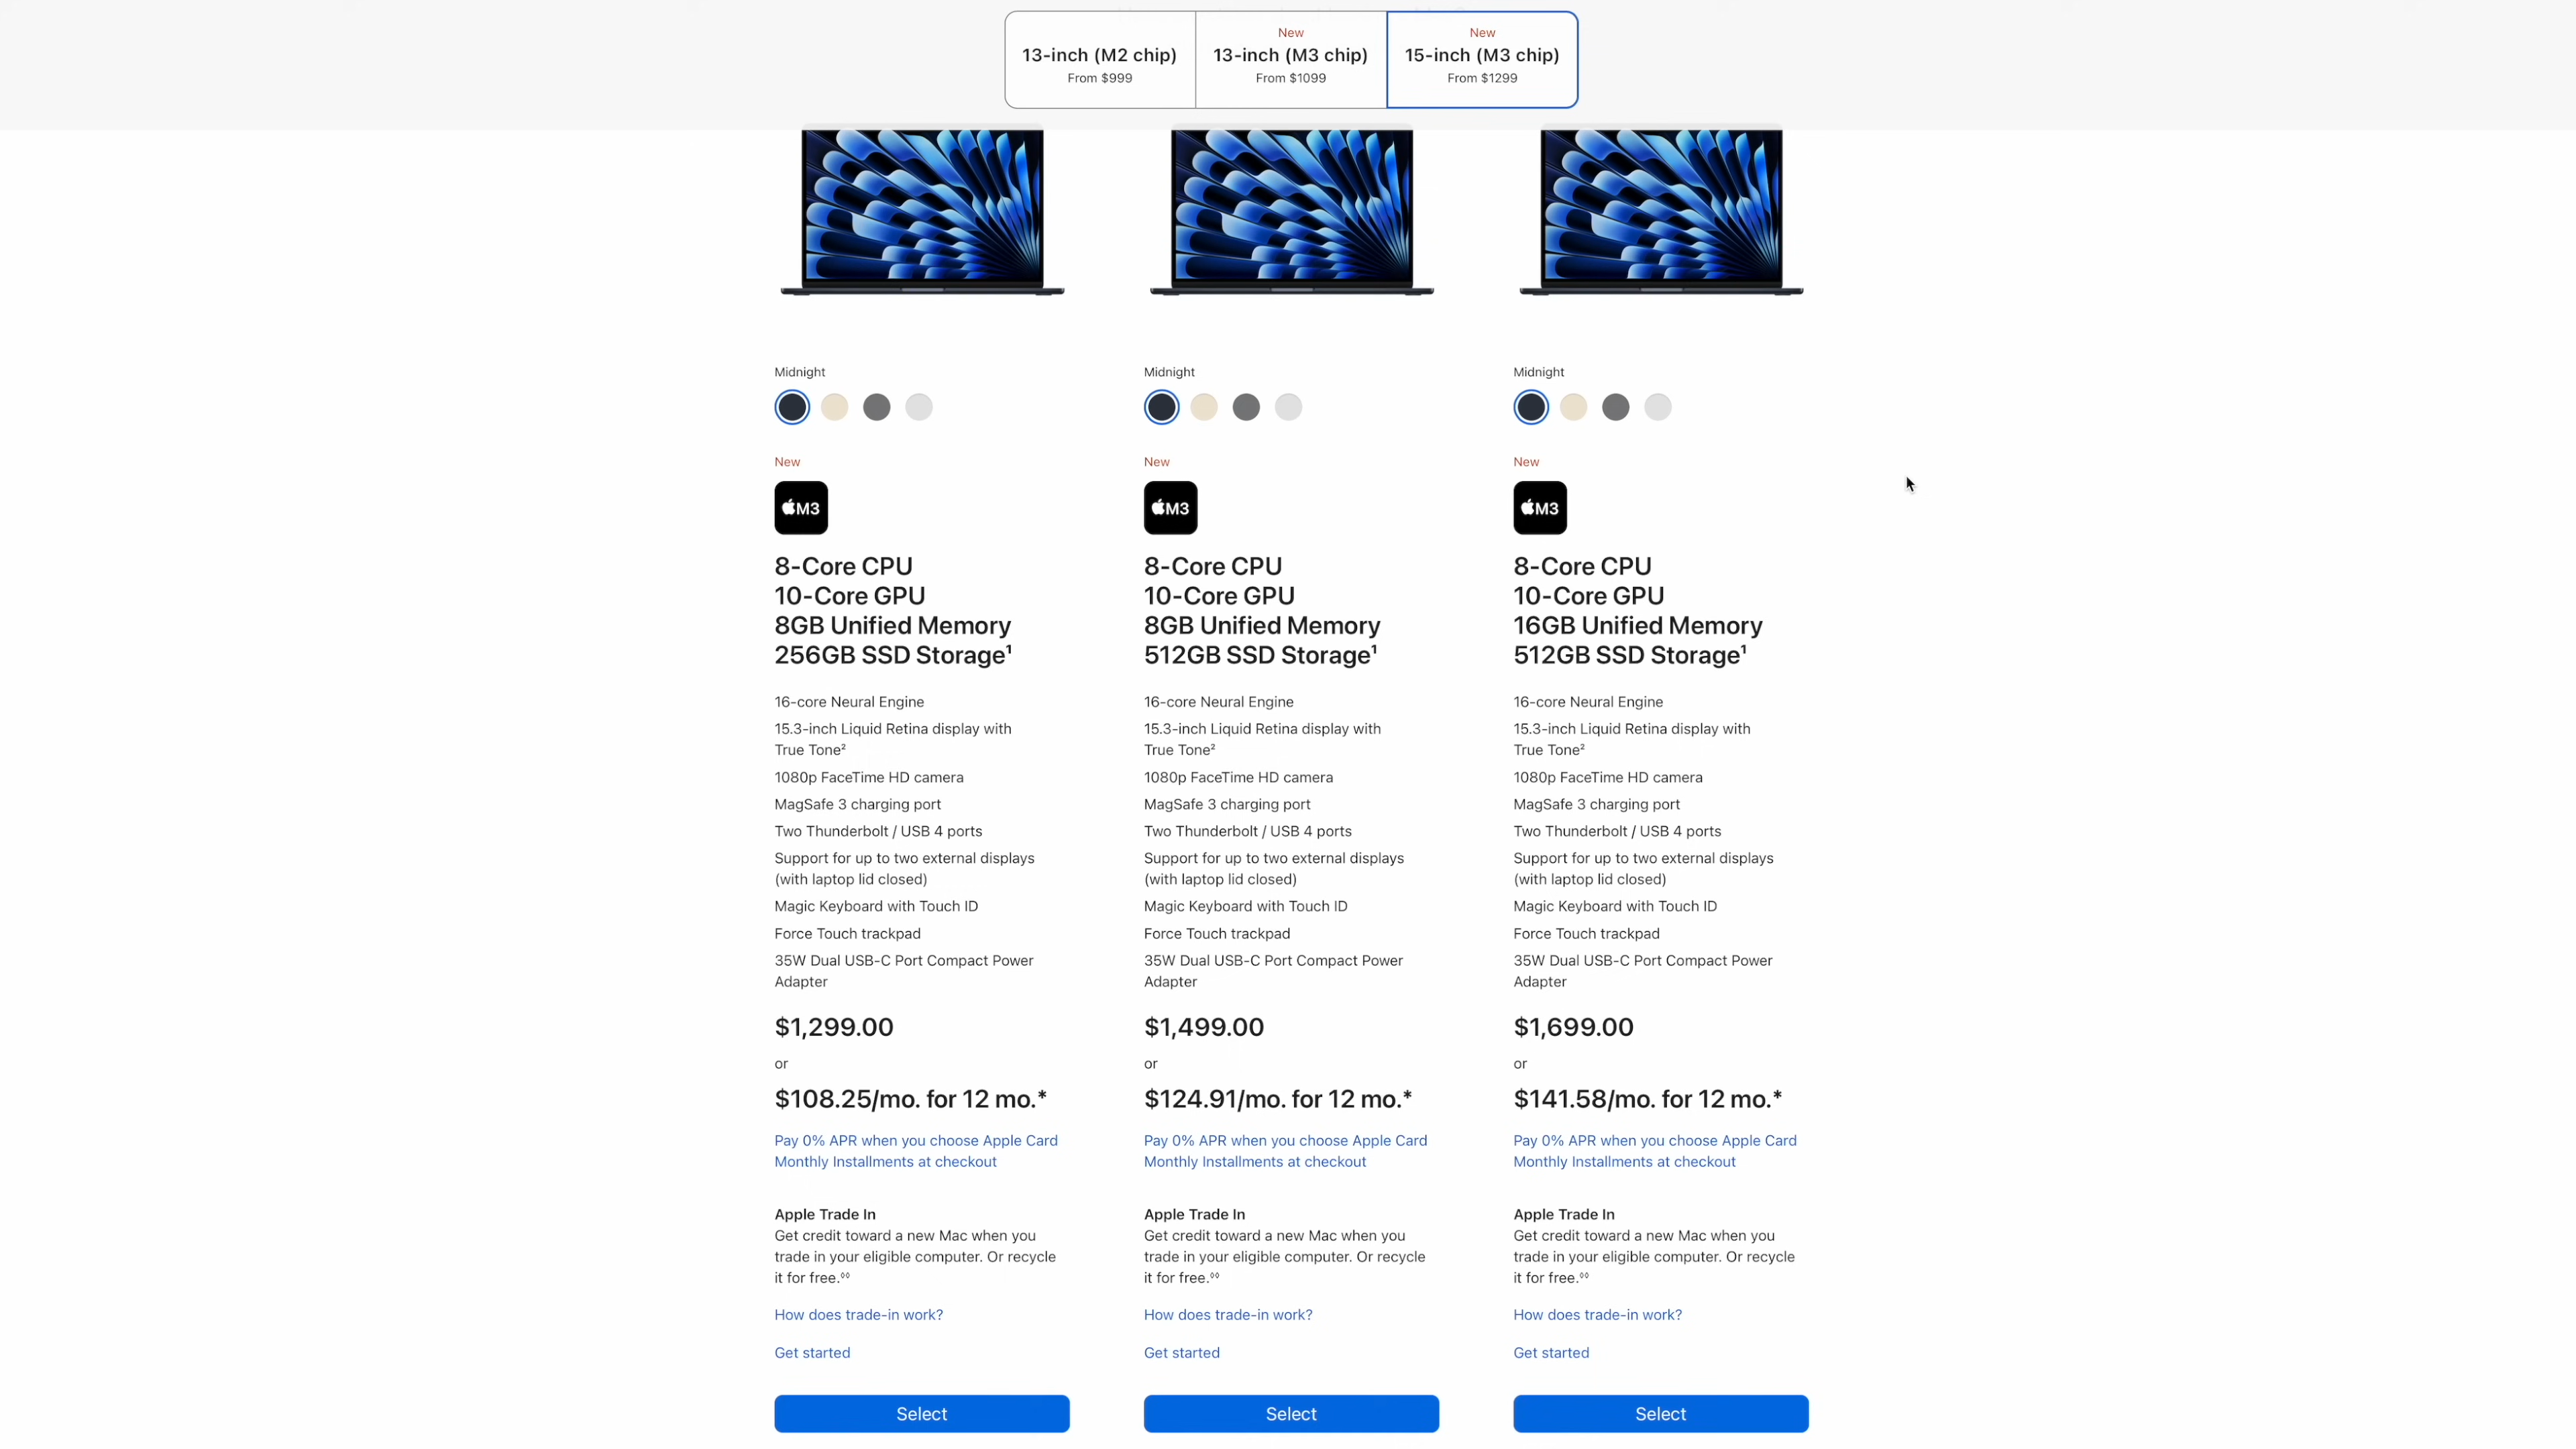 New
New
13-inch (M2 chip)
13-inch (M3 chip)
15-inch (M3 chip)
From $999
From $1099
From $1299
Midnight
New
M3
8-Core CPU
10-Core GPU
8GB Unified Memory
256GB SSD Storage¹
16-core Neural Engine
15.3-inch Liquid Retina display with
True Tone²
1080p FaceTime HD camera
MagSafe 3 charging port
Two Thunderbolt / USB 4 ports
Support for up to two external displays
(with laptop lid closed)
Magic Keyboard with Touch ID
Force Touch trackpad
35W Dual USB-C Port Compact Power
Adapter
$1,299.00
or
$108.25/mo. for 12 mo.*
Pay 0% APR when you choose Apple Card
Monthly Installments at checkout
Apple Trade In
Get credit toward a new Mac when you
trade in your eligible computer. Or recycle
it for free.◊◊
How does trade-in work?
Get started
Select
Midnight
New
M3
8-Core CPU
10-Core GPU
8GB Unified Memory
512GB SSD Storage¹
16-core Neural Engine
15.3-inch Liquid Retina display with
True Tone²
1080p FaceTime HD camera
MagSafe 3 charging port
Two Thunderbolt / USB 4 ports
Support for up to two external displays
(with laptop lid closed)
Magic Keyboard with Touch ID
Force Touch trackpad
35W Dual USB-C Port Compact Power
Adapter
$1,499.00
or
$124.91/mo. for 12 mo.*
Pay 0% APR when you choose Apple Card
Monthly Installments at checkout
Apple Trade In
Get credit toward a new Mac when you
trade in your eligible computer. Or recycle
it for free.◊◊
How does trade-in work?
Get started
Select
Midnight
New
M3
8-Core CPU
10-Core GPU
16GB Unified Memory
512GB SSD Storage¹
16-core Neural Engine
15.3-inch Liquid Retina display with
True Tone²
1080p FaceTime HD camera
MagSafe 3 charging port
Two Thunderbolt / USB 4 ports
Support for up to two external displays
(with laptop lid closed)
Magic Keyboard with Touch ID
Force Touch trackpad
35W Dual USB-C Port Compact Power
Adapter
$1,699.00
or
$141.58/mo. for 12 mo.*
Pay 0% APR when you choose Apple Card
Monthly Installments at checkout
Apple Trade In
Get credit toward a new Mac when you
trade in your eligible computer. Or recycle
it for free.◊◊
How does trade-in work?
Get started
Select